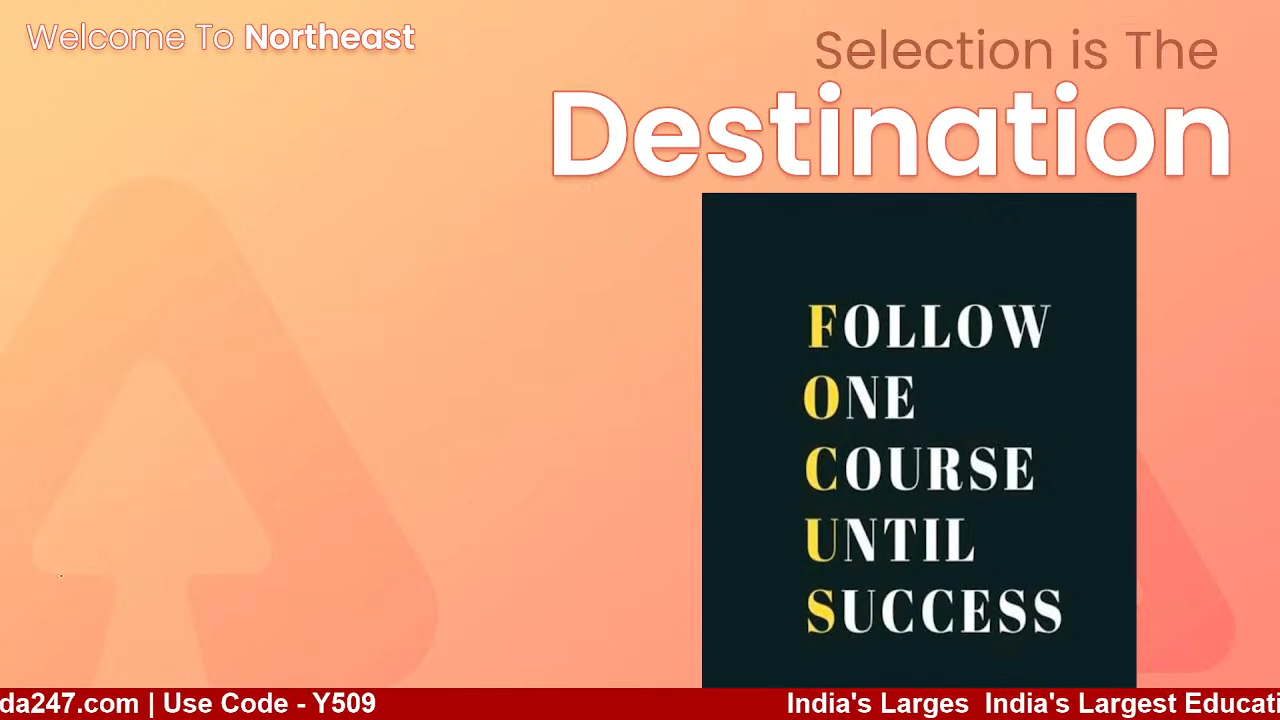 Welcome To Northeast
Selection is The
Destination
FOLLOW
ONE
COURSE
UNTIL
SUCCESS
da247.com | Use Code - Y509
India's Larges India's Largest Educati